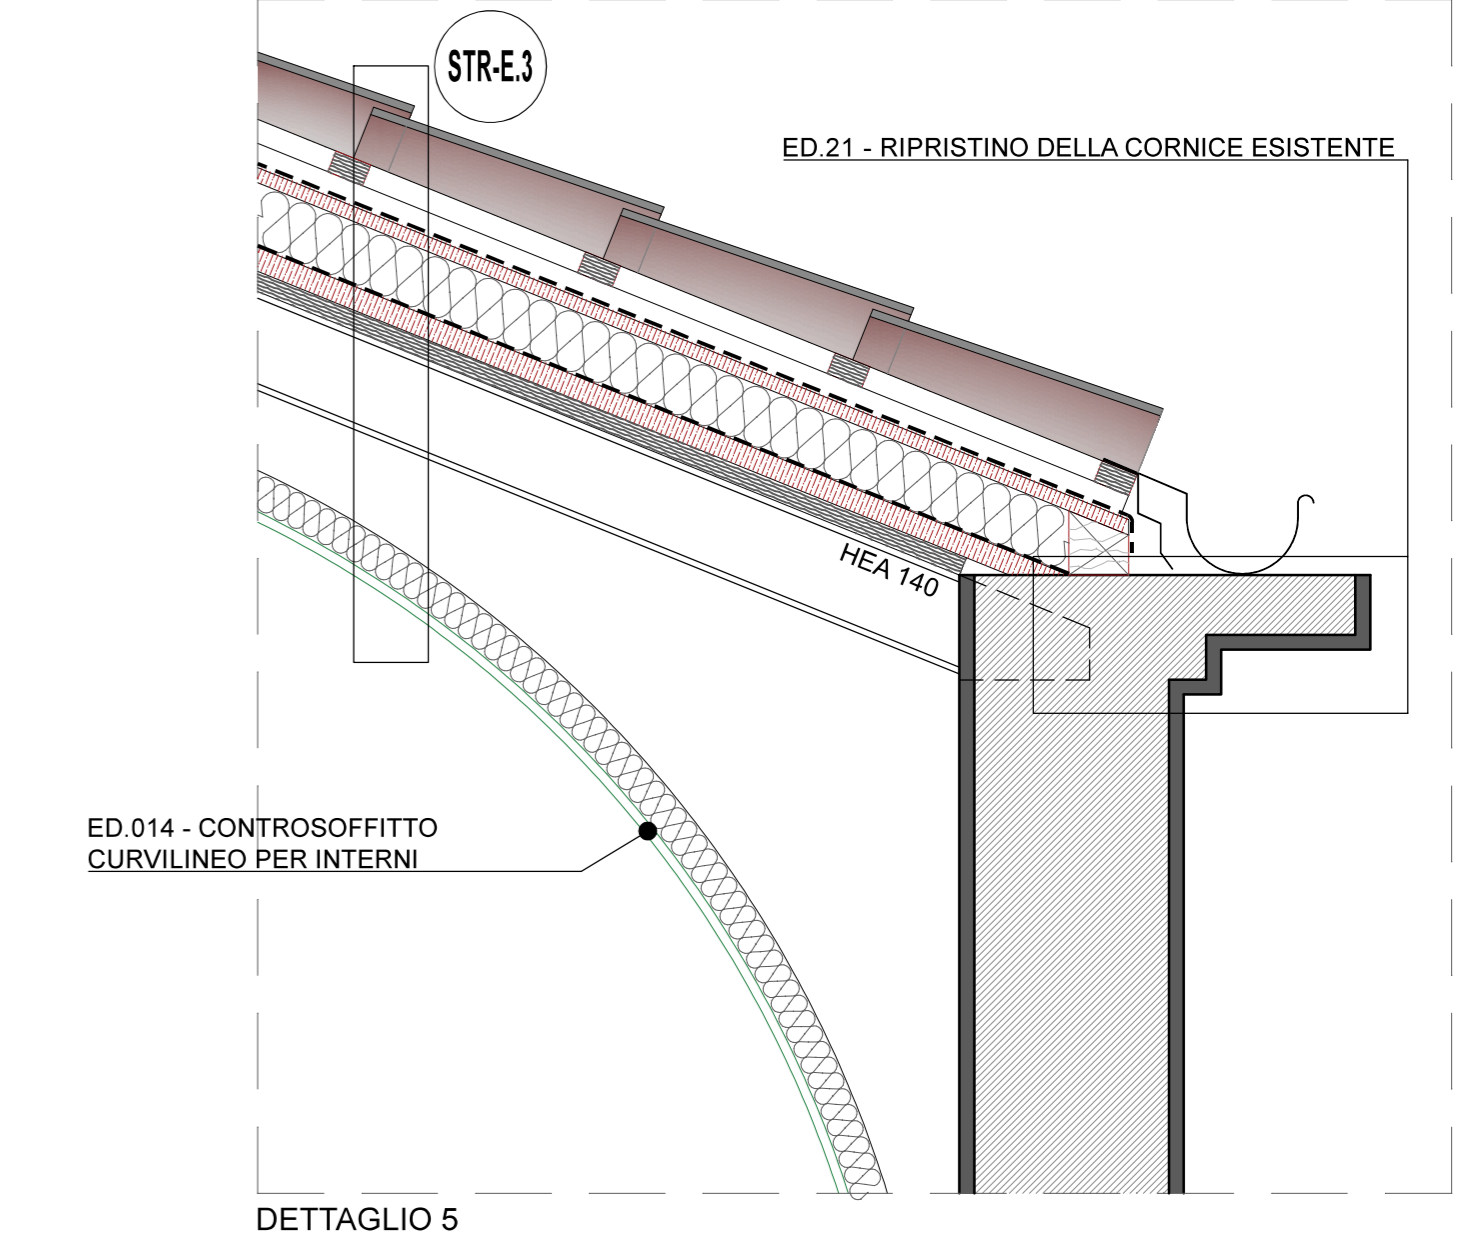 STR-E.3
ED.21 - RIPRISTINO DELLA CORNICE ESISTENTE
HEA 140
ED.014 - CONTROSOFFITTO
CURVILINEO PER INTERNI
DETTAGLIO 5